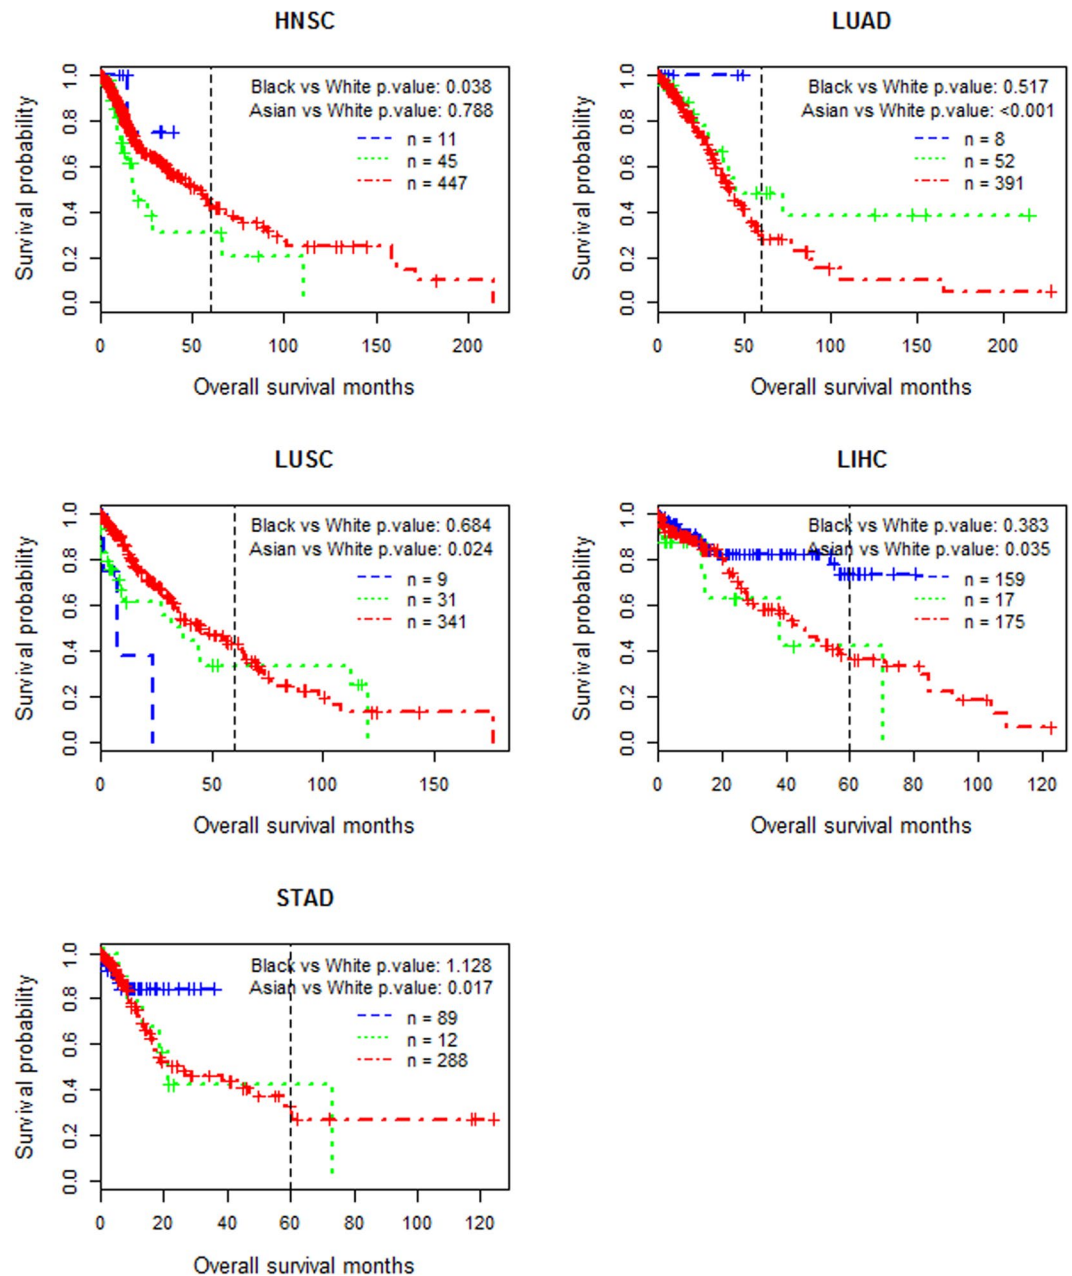 HNSC
Survival probability
1.0
0.8
0.6
0.4
0.2
0.0
Black vs White p.value: 0.038
Asian vs White p.value: 0.788
n = 11
n = 45
n = 447
0 50 100 150 200
Overall survival months
LUAD
Survival probability
1.0
0.8
0.6
0.4
0.2
0.0
Black vs White p.value: 0.517
Asian vs White p.value: <0.001
n = 8
n = 52
n = 391
0 50 100 150 200
Overall survival months
LUSC
Survival probability
1.0
0.8
0.6
0.4
0.2
0.0
Black vs White p.value: 0.684
Asian vs White p.value: 0.024
n = 9
n = 31
n = 341
0 50 100 150
Overall survival months
LIHC
Survival probability
1.0
0.8
0.6
0.4
0.2
0.0
Black vs White p.value: 0.383
Asian vs White p.value: 0.035
n = 159
n = 17
n = 175
0 20 40 60 80 100 120
Overall survival months
STAD
Survival probability
1.0
0.8
0.6
0.4
0.2
0.0
Black vs White p.value: 1.128
Asian vs White p.value: 0.017
n = 89
n = 12
n = 288
0 20 40 60 80 100 120
Overall survival months